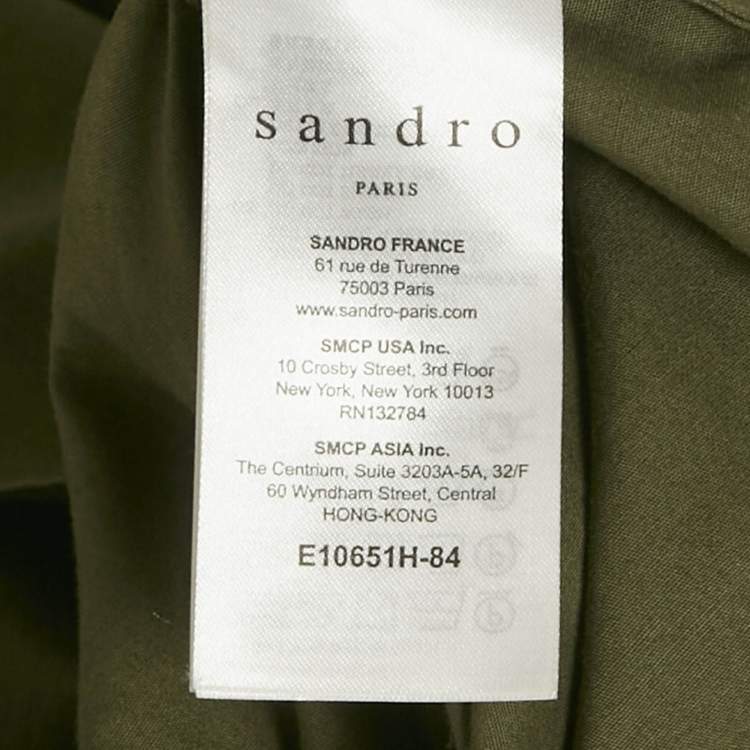 sandro
PARIS
SANDRO FRANCE
61 rue de Turenne
75003 Paris
www.sandro-paris.com
SMCP USA Inc.
10 Crosby Street, 3rd Floor
New York, New York 10013
RN132784
SMCP ASIA Inc.
The Centrium, Suite 3203A-5A, 32/F
60 Wyndham Street, Central
HONG-KONG
E10651H-84